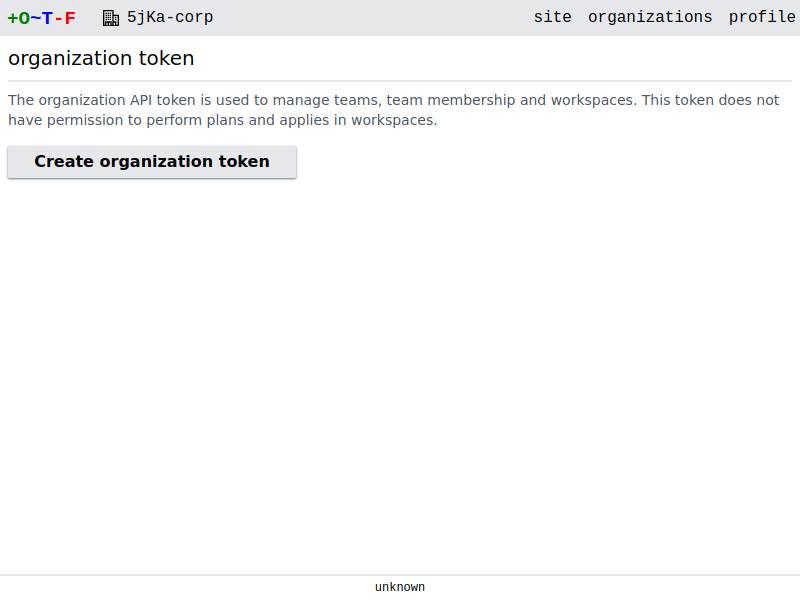 +O~T-F 5jKa-corp site organizations profile
organization token
The organization API token is used to manage teams, team membership and workspaces. This token does not
have permission to perform plans and applies in workspaces.
Create organization token
unknown